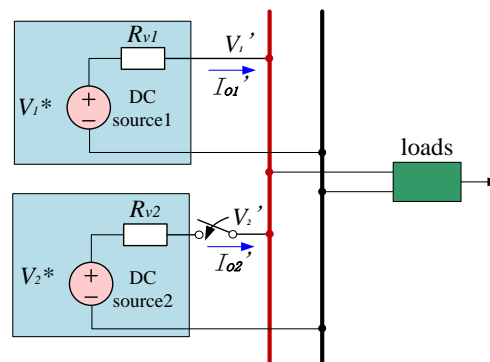 Rv1
V1'
Io1'
V1*
+
−
DC
source1
loads
Rv2
V2'
Io2'
V2*
+
−
DC
source2